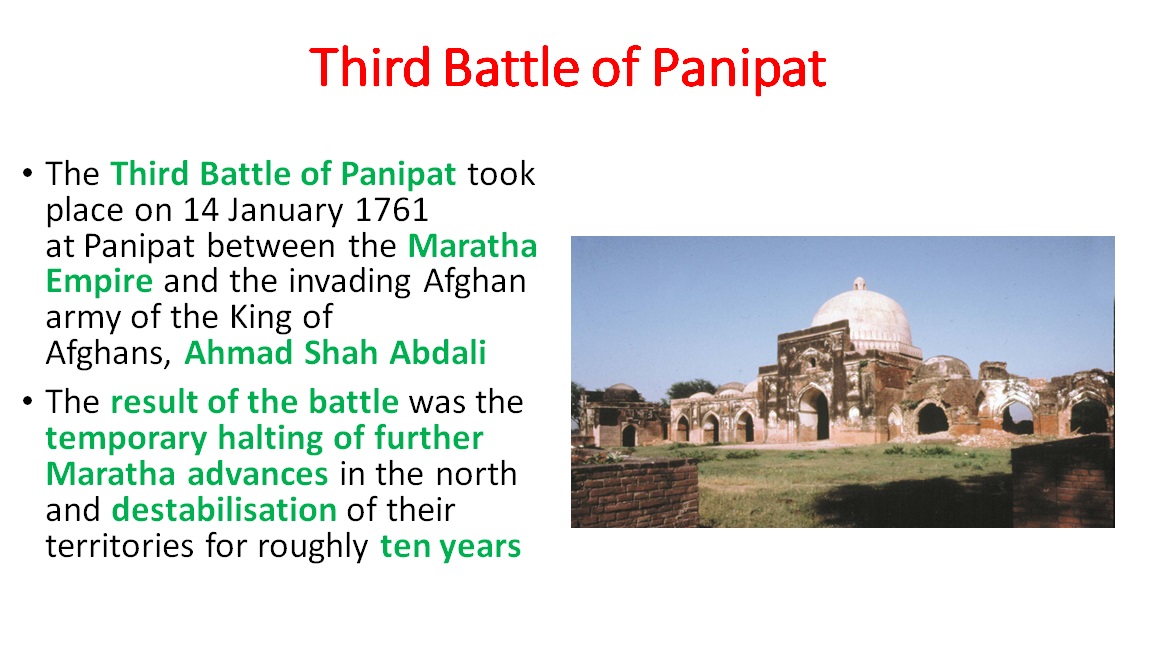 Third Battle of Panipat
• The Third Battle of Panipat took
place on 14 January 1761
at Panipat between the Maratha
Empire and the invading Afghan
army of the King of
Afghans, Ahmad Shah Abdali
• The result of the battle was the
temporary halting of further
Maratha advances in the north
and destabilisation of their
territories for roughly ten years